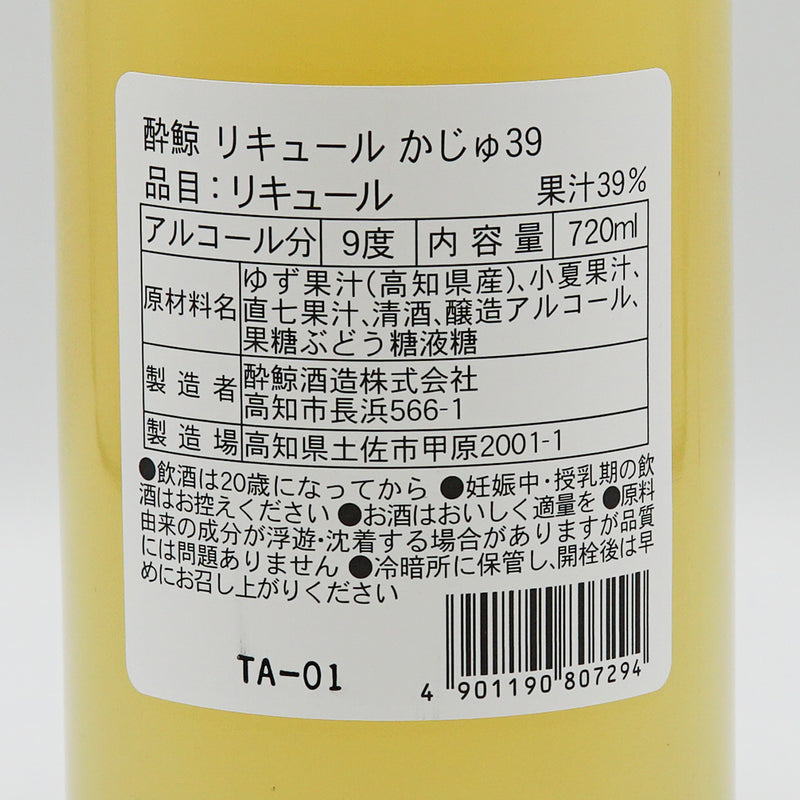 酔鯨 リキュール かじゅ39
品目：リキュール 果汁39%
アルコール分 9度 内容量 720ml
原材料名 ゆず果汁(高知県産)、小夏果汁、
直七果汁、清酒、醸造アルコール、
果糖ぶどう糖液糖
製造者 酔鯨酒造株式会社
高知市長浜566-1
製造場 高知県土佐市甲原2001-1
●飲酒は20歳になってから ●妊娠中・授乳期の飲
酒はお控えください ●お酒はおいしく適量を ●原料
由来の成分が浮遊・沈着する場合がありますが品質
には問題ありません ●冷暗所に保管し、開栓後は早
めにお召し上がりください
TA-01
4 901190 807294